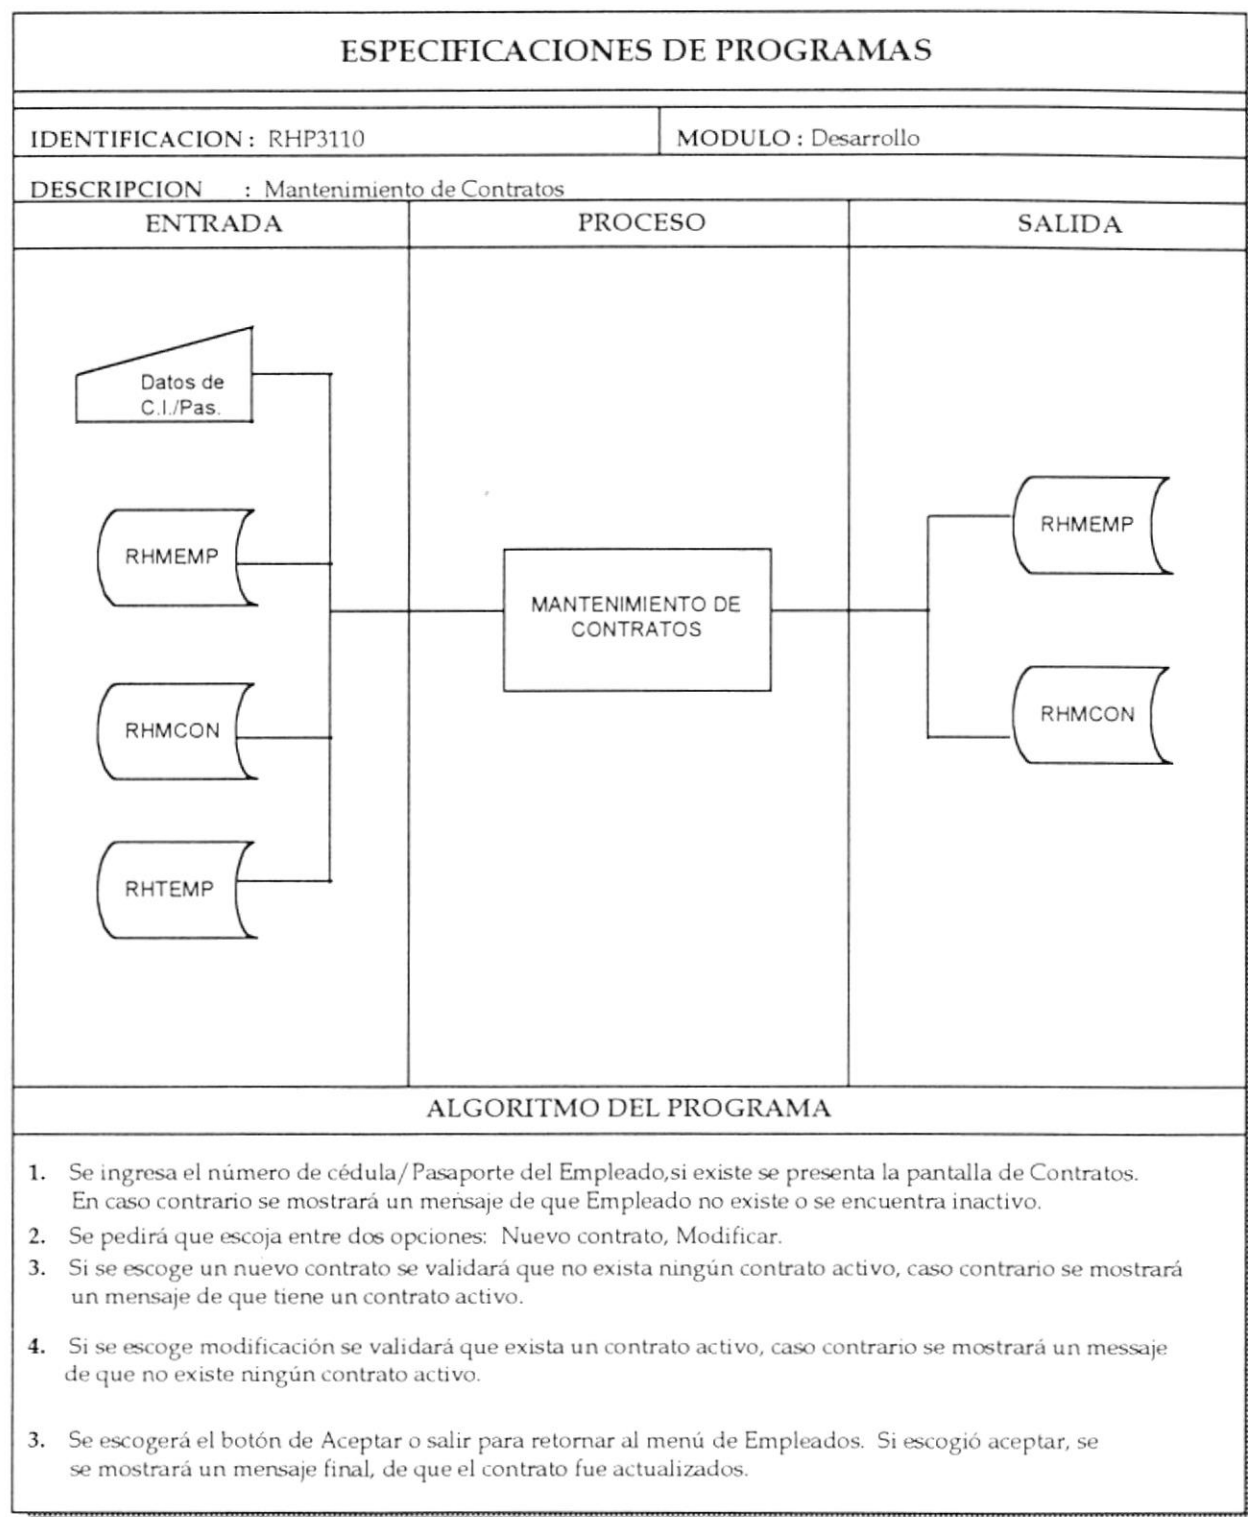 ESPECIFICACIONES DE PROGRAMAS
IDENTIFICACION : RHP3110
MODULO : Desarrollo
DESCRIPCION : Mantenimiento de Contratos
ENTRADA
PROCESO
SALIDA
Datos de
C.I./Pas.
RHMEMP
RHMCON
RHTEMP
MANTENIMIENTO DE
CONTRATOS
RHMEMP
RHMCON
ALGORITMO DEL PROGRAMA
1. Se ingresa el número de cédula/Pasaporte del Empleado,si existe se presenta la pantalla de Contratos.
En caso contrario se mostrará un mensaje de que Empleado no existe o se encuentra inactivo.
2. Se pedirá que escoja entre dos opciones: Nuevo contrato, Modificar.
3. Si se escoge un nuevo contrato se validará que no exista ningún contrato activo, caso contrario se mostrará
un mensaje de que tiene un contrato activo.
4. Si se escoge modificación se validará que exista un contrato activo, caso contrario se mostrará un messaje
de que no existe ningún contrato activo.
3. Se escogerá el botón de Aceptar o salir para retornar al menú de Empleados. Si escogió aceptar, se
se mostrará un mensaje final, de que el contrato fue actualizados.